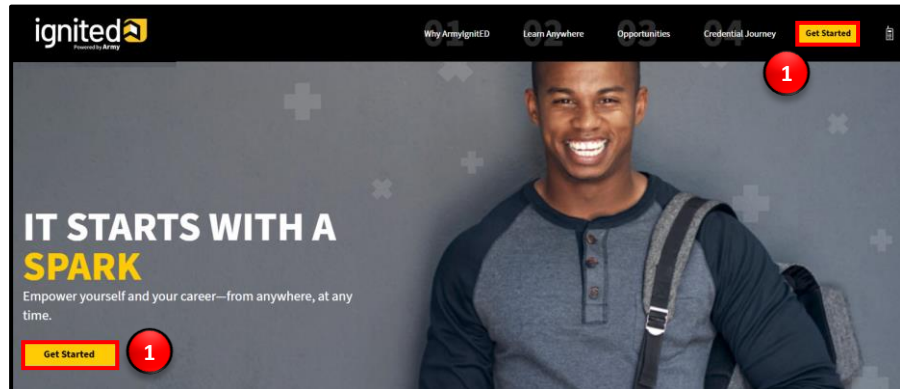 ignited
Powered by Army
01 Why ArmyIgnitED
02 Learn Anywhere
03 Opportunities
04 Credential Journey
Get Started
1
IT STARTS WITH A
SPARK
Empower yourself and your career—from anywhere, at any
time.
Get Started
1